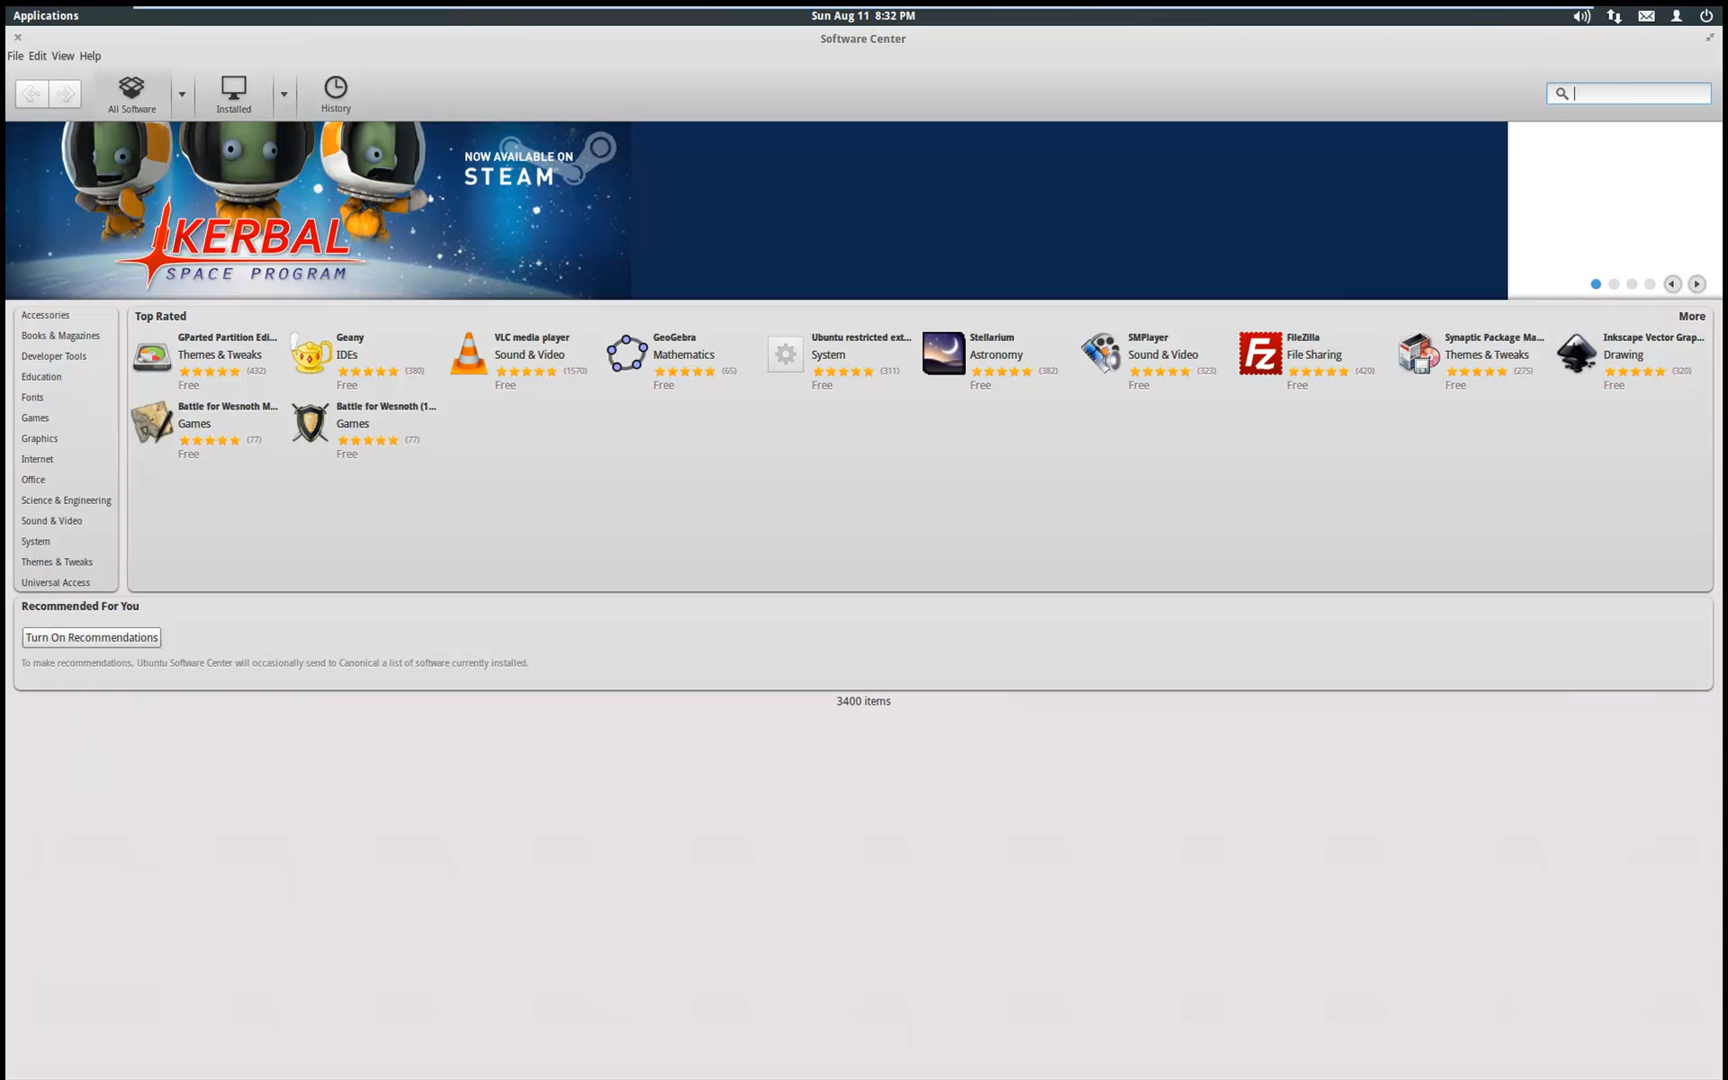 Applications
Sun Aug 11 8:32 PM
Software Center
File Edit View Help
All Software
Installed
History
NOW AVAILABLE ON
STEAM
KERBAL
SPACE PROGRAM
Accessories
Books & Magazines
Developer Tools
Education
Fonts
Games
Graphics
Internet
Office
Science & Engineering
Sound & Video
System
Themes & Tweaks
Universal Access
Top Rated
More
GParted Partition Edi...
Themes & Tweaks
(432)
Free
Geany
IDEs
(380)
Free
VLC media player
Sound & Video
(1570)
Free
GeoGebra
Mathematics
(65)
Free
Ubuntu restricted ext...
System
(311)
Free
Stellarium
Astronomy
(382)
Free
SMPlayer
Sound & Video
(323)
Free
Fz
FileZilla
File Sharing
(420)
Free
Synaptic Package Ma...
Themes & Tweaks
(275)
Free
Inkscape Vector Grap...
Drawing
(320)
Free
Battle for Wesnoth M...
Games
(77)
Free
Battle for Wesnoth (1...
Games
(77)
Free
Recommended For You
Turn On Recommendations
To make recommendations, Ubuntu Software Center will occasionally send to Canonical a list of software currently installed.
3400 items